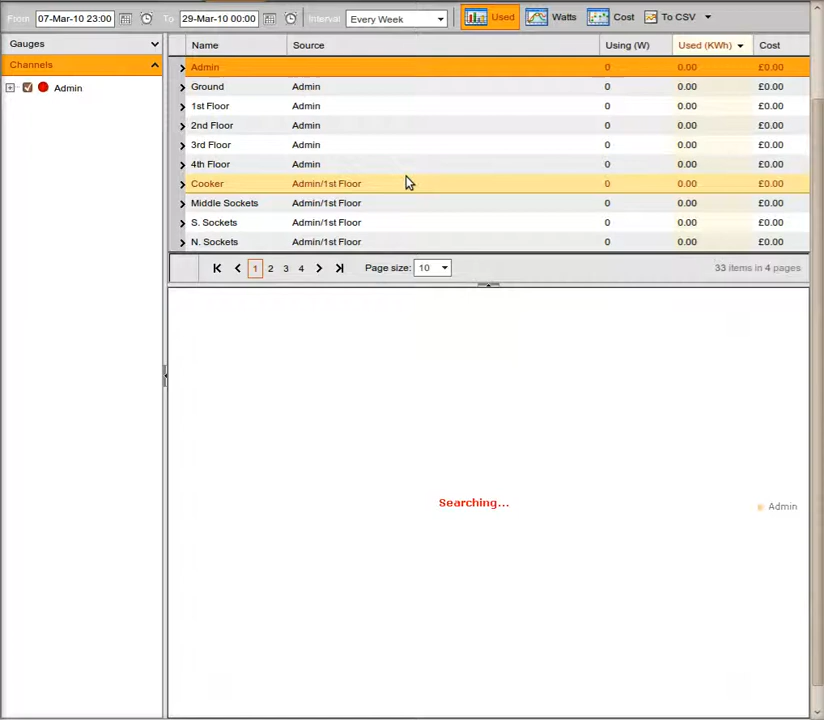 From 07-Mar-10 23:00 To 29-Mar-10 00:00 Interval Every Week Used Watts Cost To CSV
Gauges
Channels
Admin
Name Source Using (W) Used (KWh) Cost
Admin 0 0.00 £0.00
Ground Admin 0 0.00 £0.00
1st Floor Admin 0 0.00 £0.00
2nd Floor Admin 0 0.00 £0.00
3rd Floor Admin 0 0.00 £0.00
4th Floor Admin 0 0.00 £0.00
Cooker Admin/1st Floor 0 0.00 £0.00
Middle Sockets Admin/1st Floor 0 0.00 £0.00
S. Sockets Admin/1st Floor 0 0.00 £0.00
N. Sockets Admin/1st Floor 0 0.00 £0.00
1 2 3 4 Page size: 10 33 items in 4 pages
Searching...
Admin